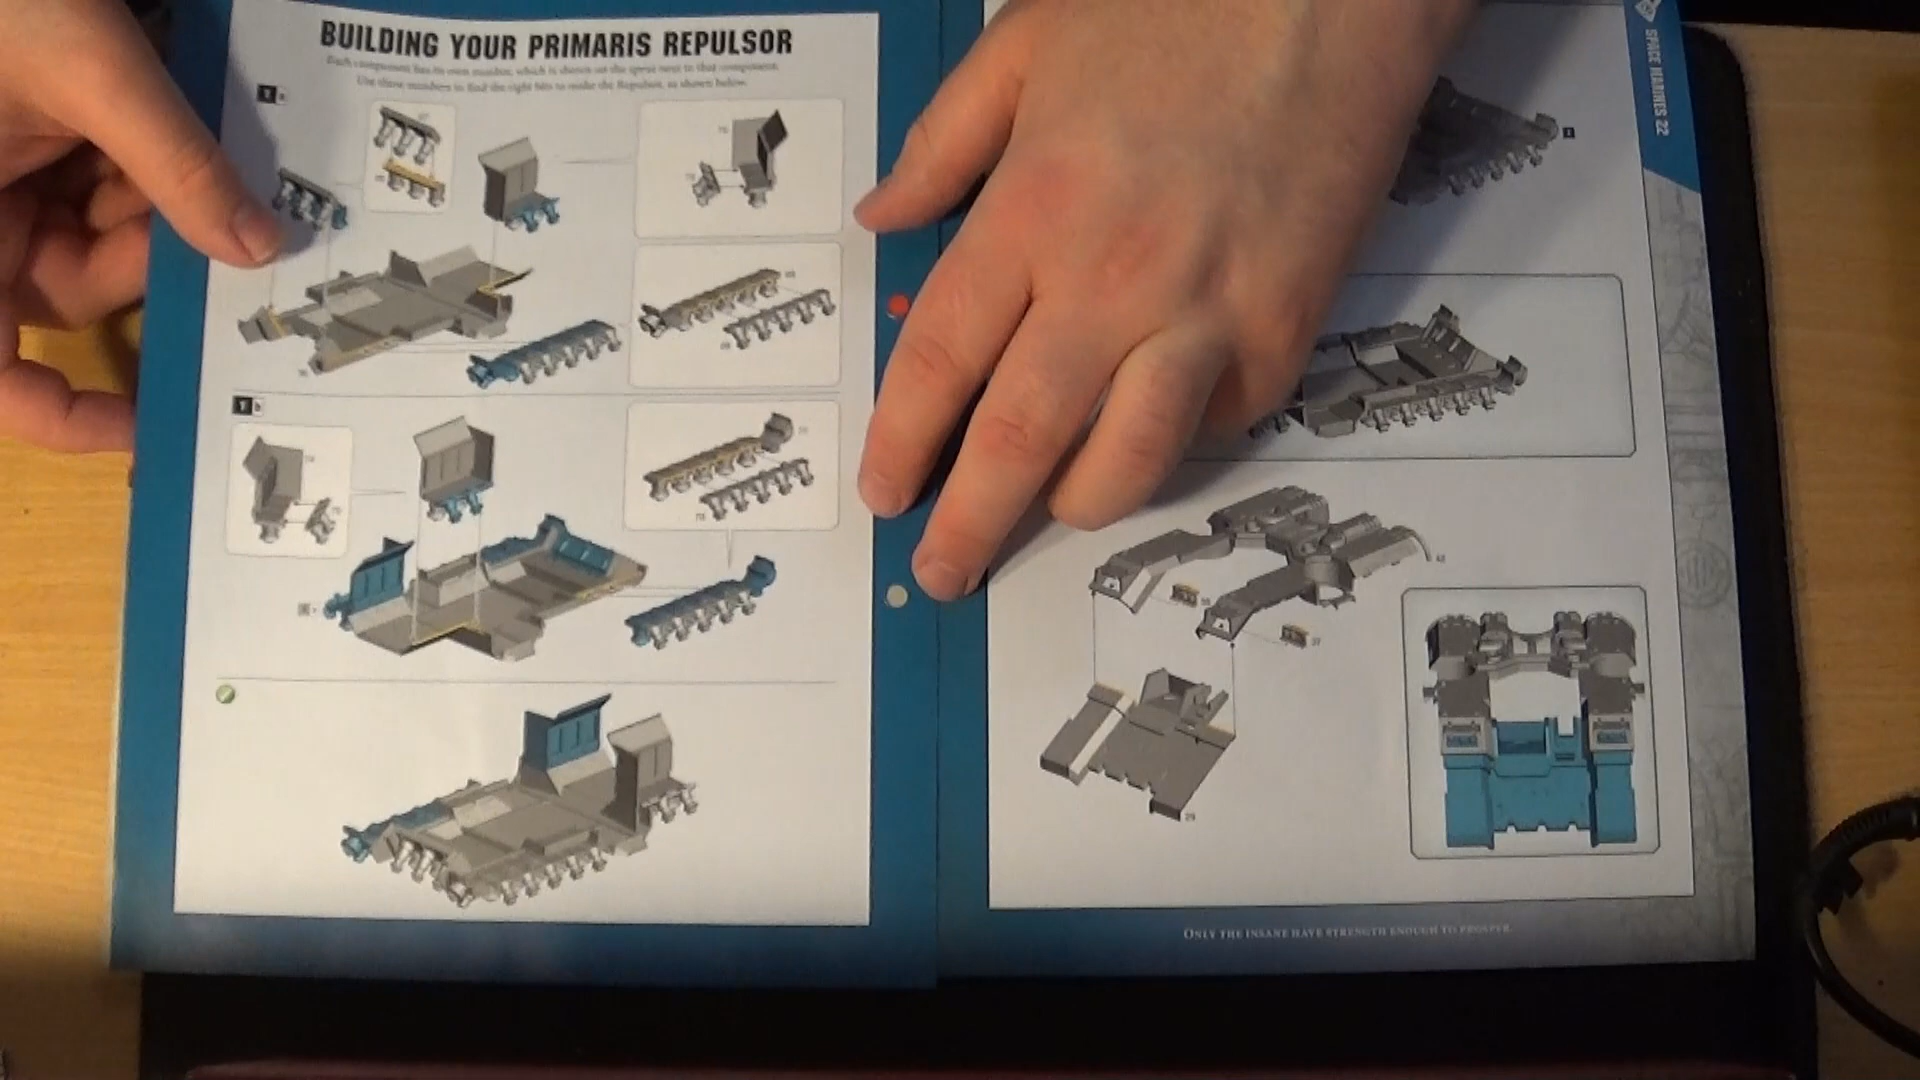 BUILDING YOUR PRIMARIS REPULSOR
Each component has its own number, which is shown on the sprue next to that component.
Use these numbers to find the right bits to make the Repulsor, as shown below.
SPACE MARINES 22
ONLY THE INSANE HAVE STRENGTH ENOUGH TO PROSPER.